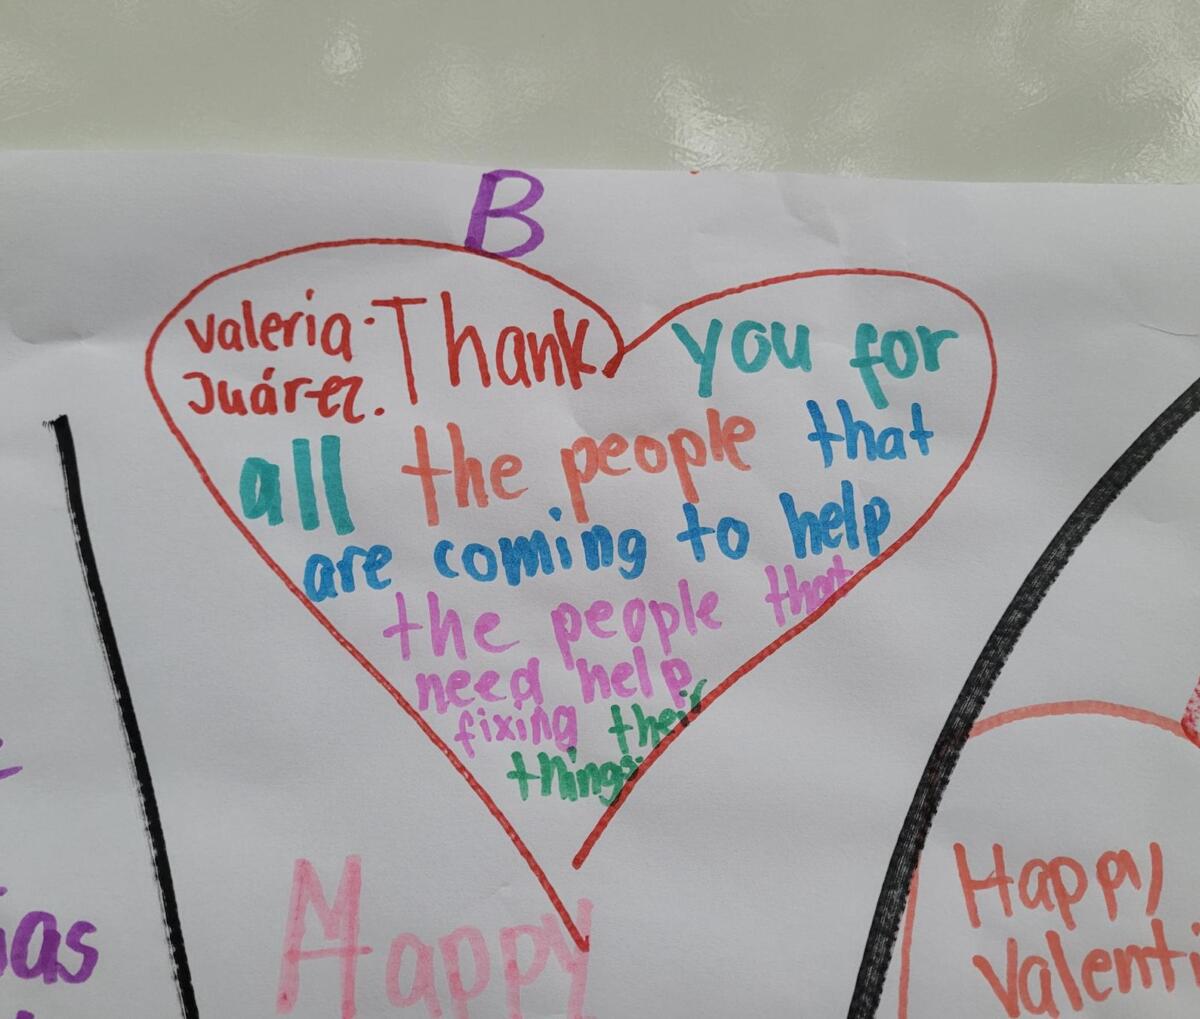 B
Valeria Thank you for
Juárez.
all the people that
are coming to help
the people that
need help
fixing their
things
Happy
Happy
Valenti